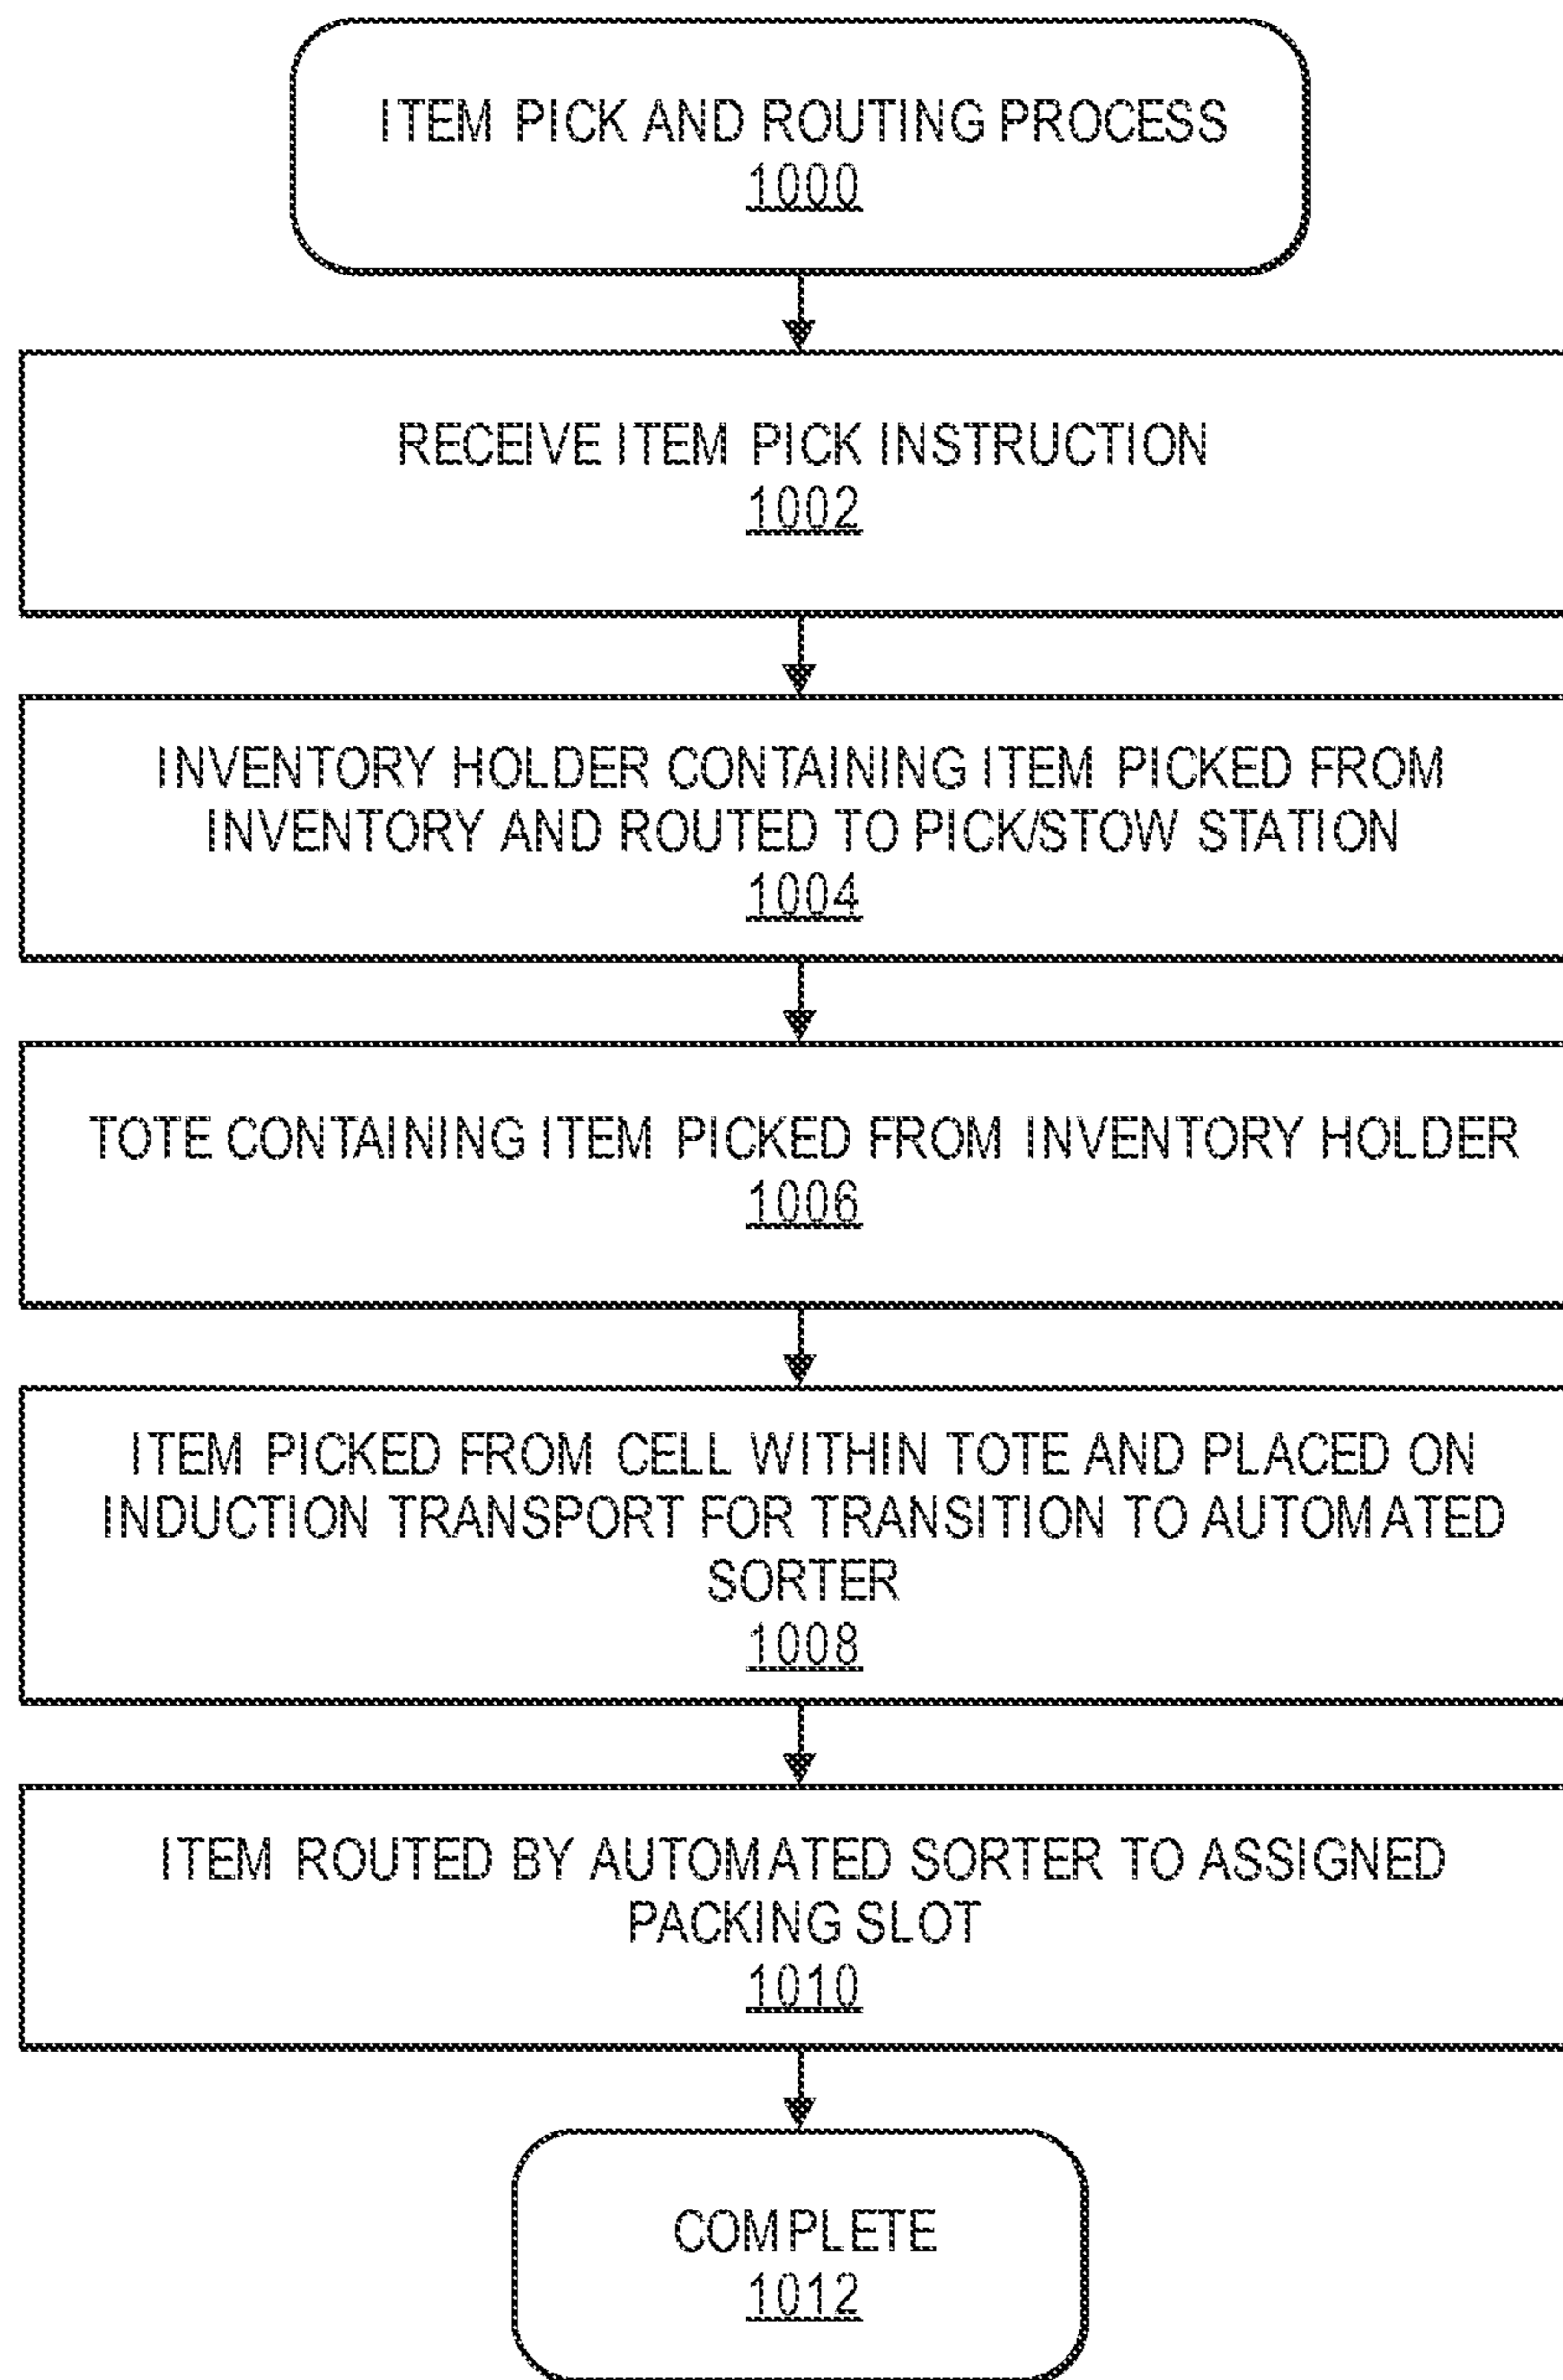 ITEM PICK AND ROUTING PROCESS
1000
RECEIVE ITEM PICK INSTRUCTION
1002
INVENTORY HOLDER CONTAINING ITEM PICKED FROM
INVENTORY AND ROUTED TO PICK/STOW STATION
1004
TOTE CONTAINING ITEM PICKED FROM INVENTORY HOLDER
1006
ITEM PICKED FROM CELL WITHIN TOTE AND PLACED ON
INDUCTION TRANSPORT FOR TRANSITION TO AUTOMATED
SORTER
1008
ITEM ROUTED BY AUTOMATED SORTER TO ASSIGNED
PACKING SLOT
1010
COMPLETE
1012